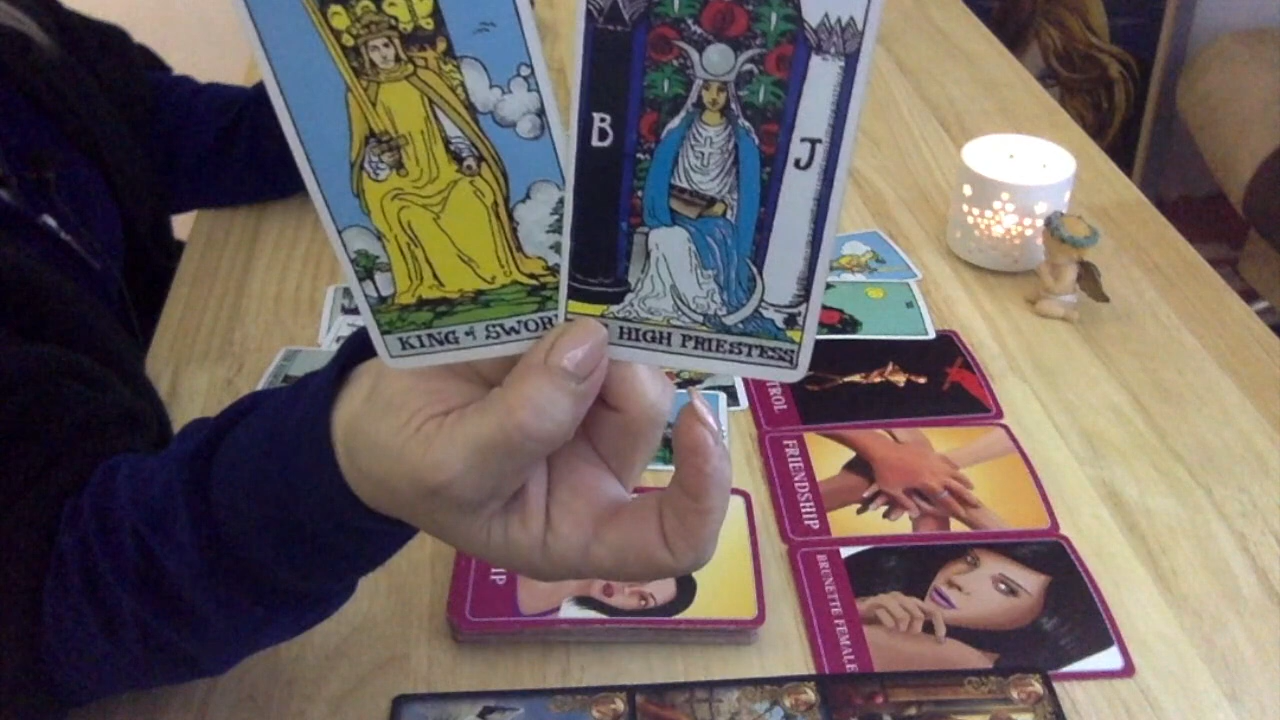 KING of SWOR
B
J
HIGH PRIESTESS
TROL
FRIENDSHIP
BRUNETTE FEMALE
IP